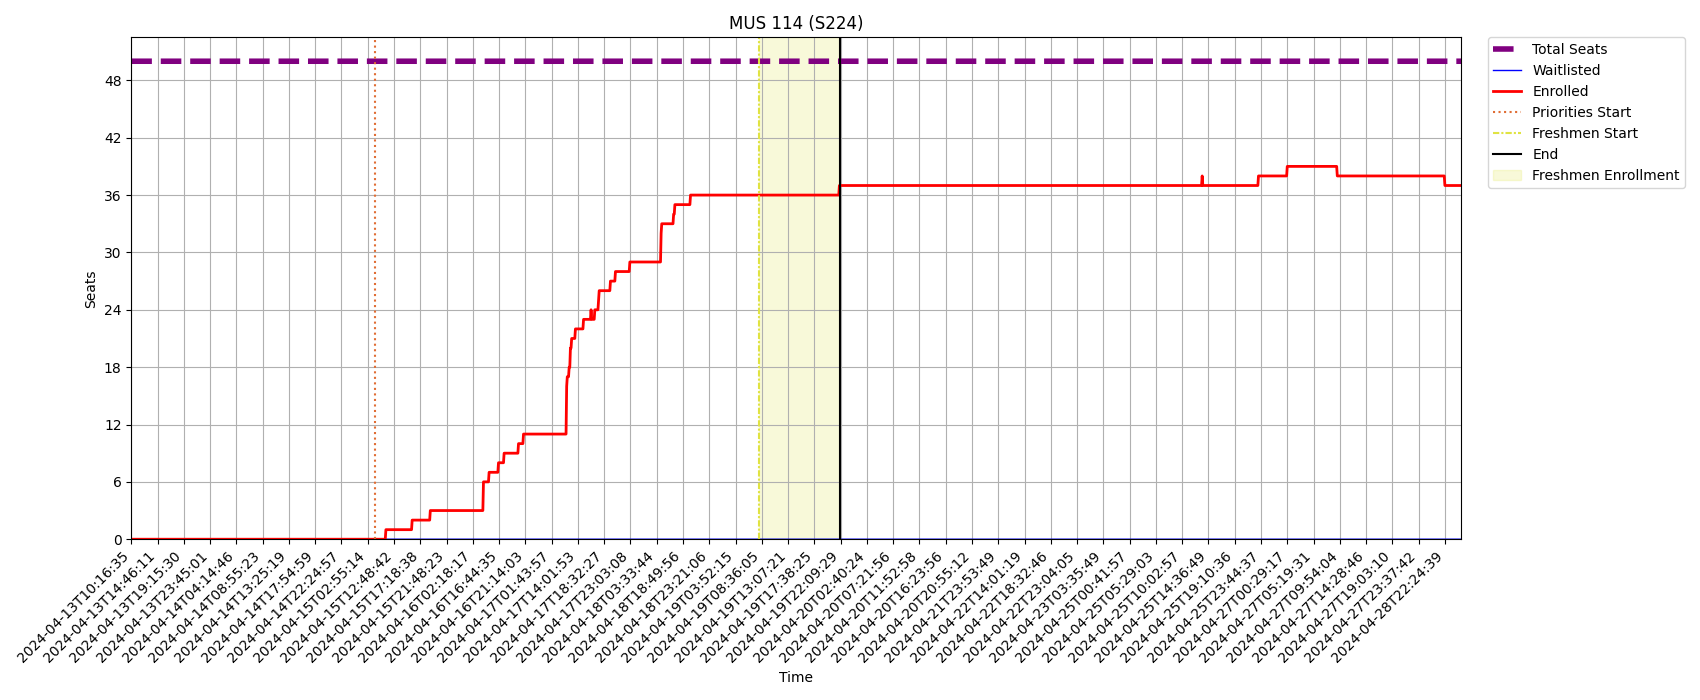 MUS 114 (S224)
Total Seats
Waitlisted
Enrolled
Priorities Start
Freshmen Start
End
Freshmen Enrollment
Seats
48
42
36
30
24
18
12
6
0
2024-04-13T10:16:35
2024-04-13T14:46:11
2024-04-13T19:15:30
2024-04-13T23:45:01
2024-04-14T04:14:46
2024-04-14T08:55:23
2024-04-14T13:25:19
2024-04-14T17:54:59
2024-04-14T22:24:57
2024-04-15T02:55:14
2024-04-15T12:48:42
2024-04-15T17:18:38
2024-04-15T21:48:23
2024-04-16T02:18:17
2024-04-16T16:44:35
2024-04-16T21:14:03
2024-04-17T01:43:57
2024-04-17T14:01:53
2024-04-17T18:32:27
2024-04-17T23:03:08
2024-04-18T03:33:44
2024-04-18T18:49:56
2024-04-18T23:21:06
2024-04-19T03:52:15
2024-04-19T08:36:05
2024-04-19T13:07:21
2024-04-19T17:38:25
2024-04-19T22:09:29
2024-04-20T02:40:24
2024-04-20T07:21:56
2024-04-20T11:52:58
2024-04-20T16:23:56
2024-04-20T20:55:12
2024-04-21T23:53:49
2024-04-22T14:01:19
2024-04-22T18:32:46
2024-04-22T23:04:05
2024-04-23T03:35:49
2024-04-25T00:41:57
2024-04-25T05:29:03
2024-04-25T10:02:57
2024-04-25T14:36:49
2024-04-25T19:10:36
2024-04-25T23:44:37
2024-04-27T00:29:17
2024-04-27T05:19:31
2024-04-27T09:54:04
2024-04-27T14:28:46
2024-04-27T19:03:10
2024-04-27T23:37:42
2024-04-28T22:24:39
Time